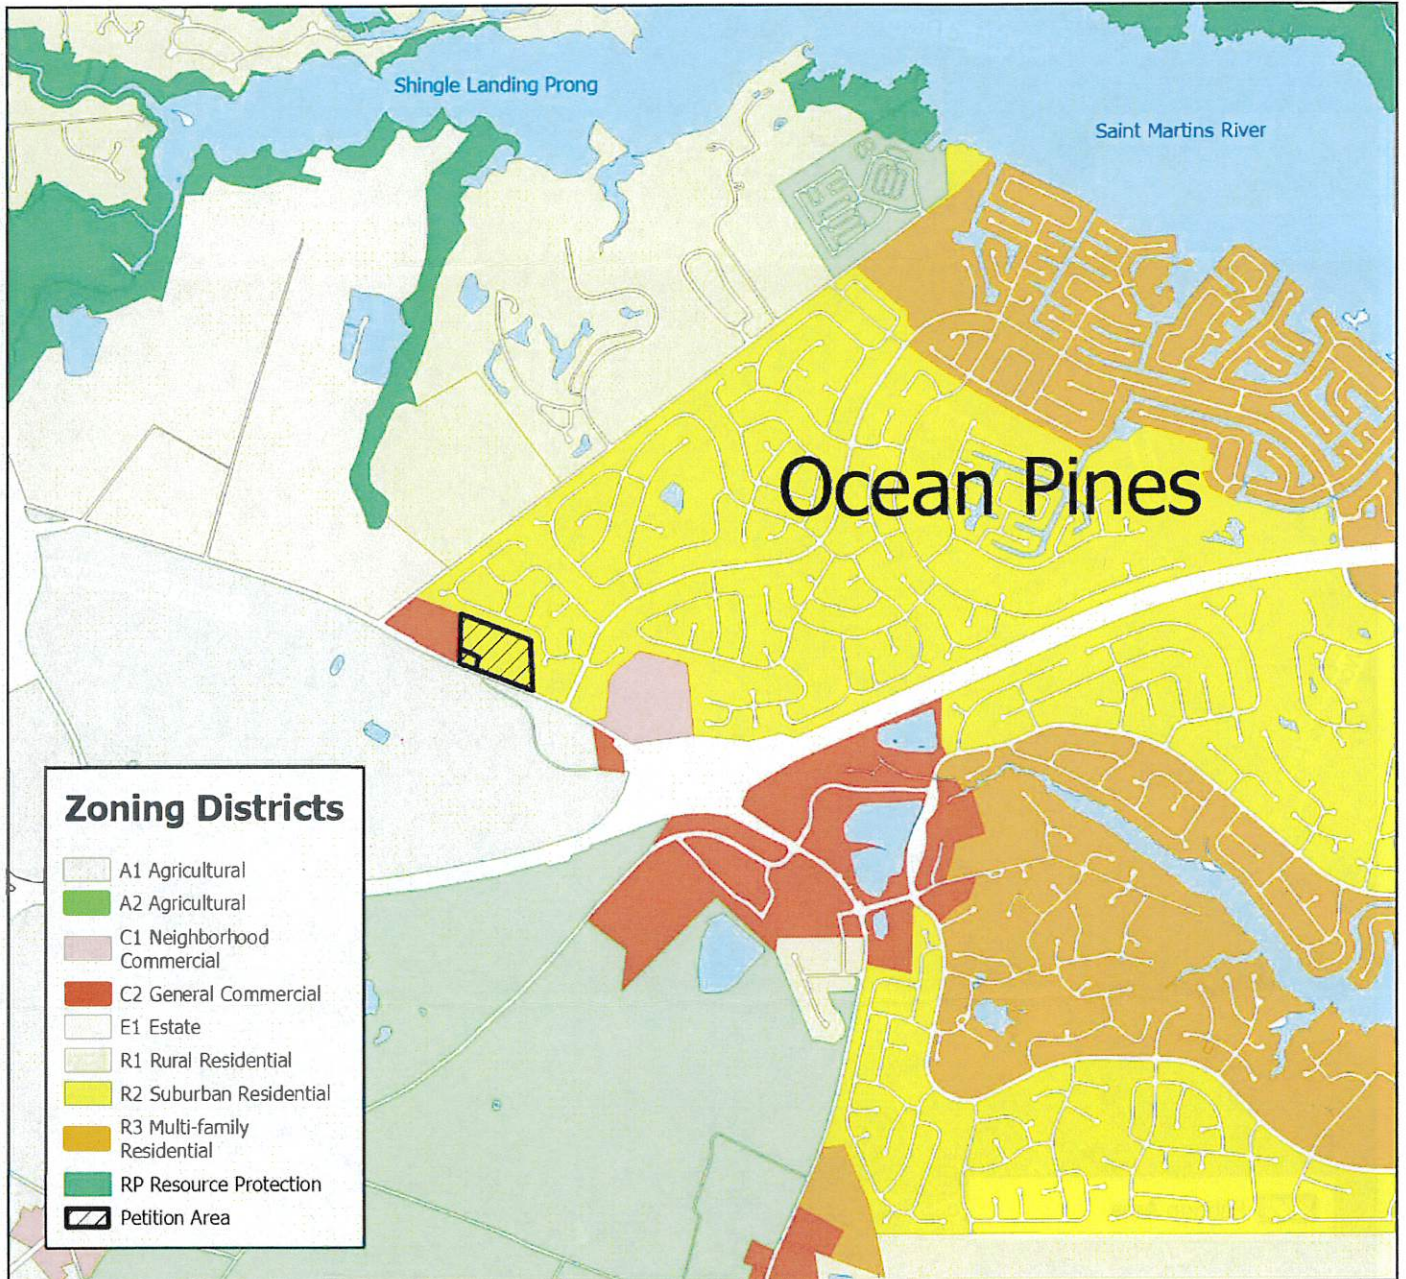 Shingle Landing Prong
Saint Martins River
Ocean Pines
Zoning Districts
A1 Agricultural
A2 Agricultural
C1 Neighborhood
Commercial
C2 General Commercial
E1 Estate
R1 Rural Residential
R2 Suburban Residential
R3 Multi-family
Residential
RP Resource Protection
Petition Area